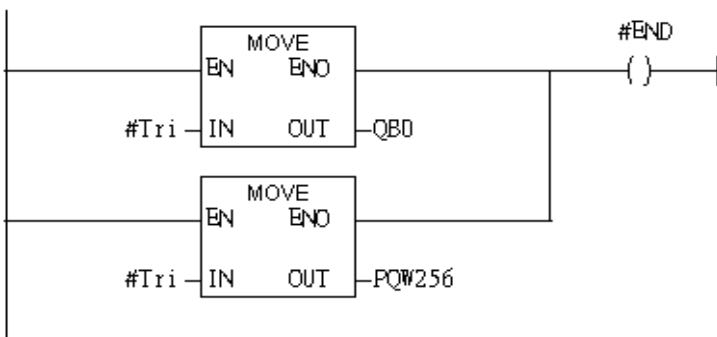 #END
MOVE
EN ENO
#Tri IN OUT QB0
MOVE
EN ENO
#Tri IN OUT PQW256